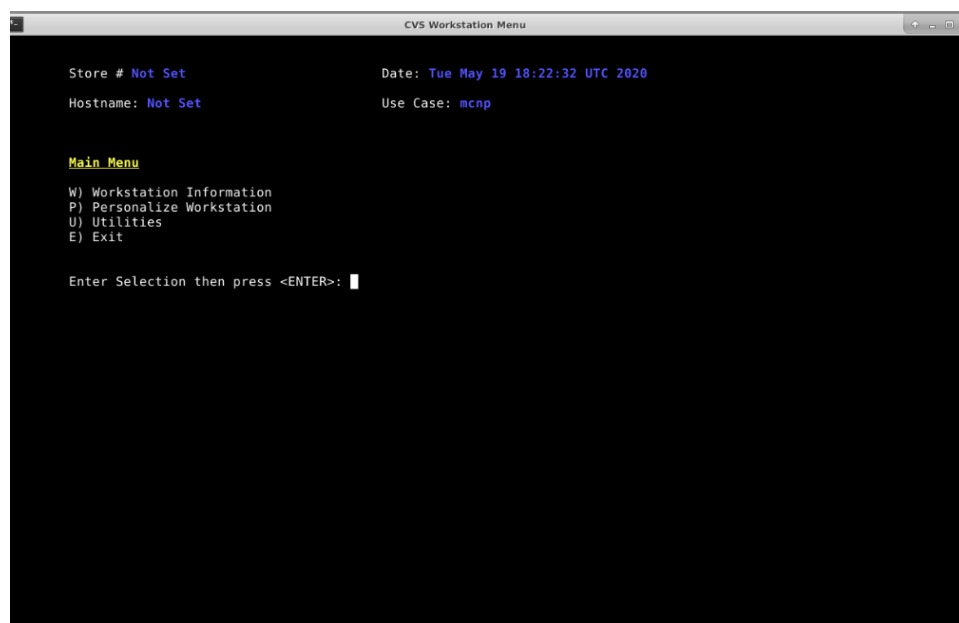 CVS Workstation Menu
Store # Not Set Date: Tue May 19 18:22:32 UTC 2020
Hostname: Not Set Use Case: mcnp
Main Menu
W) Workstation Information
P) Personalize Workstation
U) Utilities
E) Exit
Enter Selection then press <ENTER>: